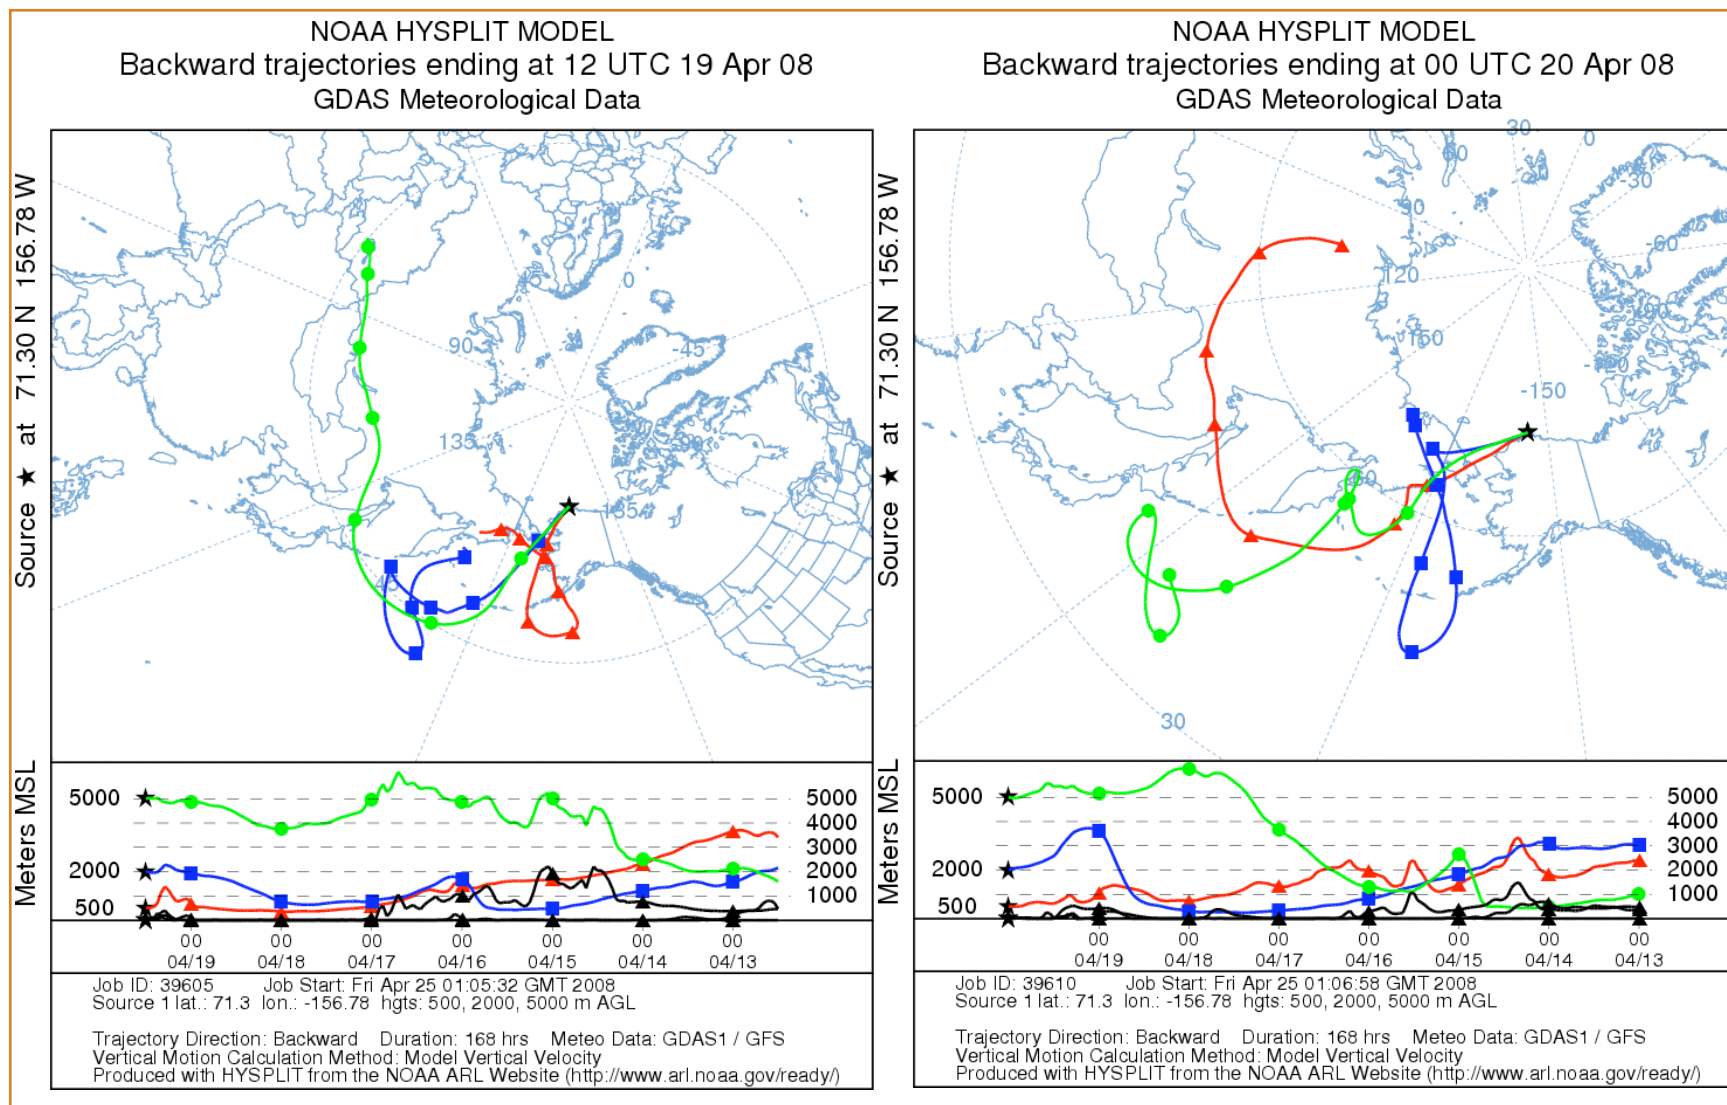 NOAA HYSPLIT MODEL
Backward trajectories ending at 12 UTC 19 Apr 08
GDAS Meteorological Data
Source ★ at 71.30 N 156.78 W
45
0
90
-45
135
-90
-135
45
Meters MSL
5000
2000
500
5000
4000
3000
2000
1000
00 00 00 00 00 00 00
04/19 04/18 04/17 04/16 04/15 04/14 04/13
Job ID: 39605 Job Start: Fri Apr 25 01:05:32 GMT 2008
Source 1 lat.: 71.3 lon.: -156.78 hgts: 500, 2000, 5000 m AGL
Trajectory Direction: Backward Duration: 168 hrs Meteo Data: GDAS1 / GFS
Vertical Motion Calculation Method: Model Vertical Velocity
Produced with HYSPLIT from the NOAA ARL Website (http://www.arl.noaa.gov/ready/)
NOAA HYSPLIT MODEL
Backward trajectories ending at 00 UTC 20 Apr 08
GDAS Meteorological Data
Source ★ at 71.30 N 156.78 W
30
0
60
-30
90
-60
120
-90
150
-120
-150
30
Meters MSL
5000
2000
500
5000
4000
3000
2000
1000
00 00 00 00 00 00 00
04/19 04/18 04/17 04/16 04/15 04/14 04/13
Job ID: 39610 Job Start: Fri Apr 25 01:06:58 GMT 2008
Source 1 lat.: 71.3 lon.: -156.78 hgts: 500, 2000, 5000 m AGL
Trajectory Direction: Backward Duration: 168 hrs Meteo Data: GDAS1 / GFS
Vertical Motion Calculation Method: Model Vertical Velocity
Produced with HYSPLIT from the NOAA ARL Website (http://www.arl.noaa.gov/ready/)